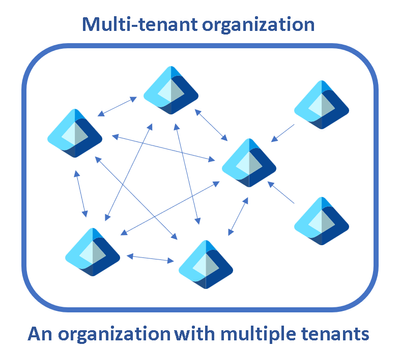 Multi-tenant organization
An organization with multiple tenants